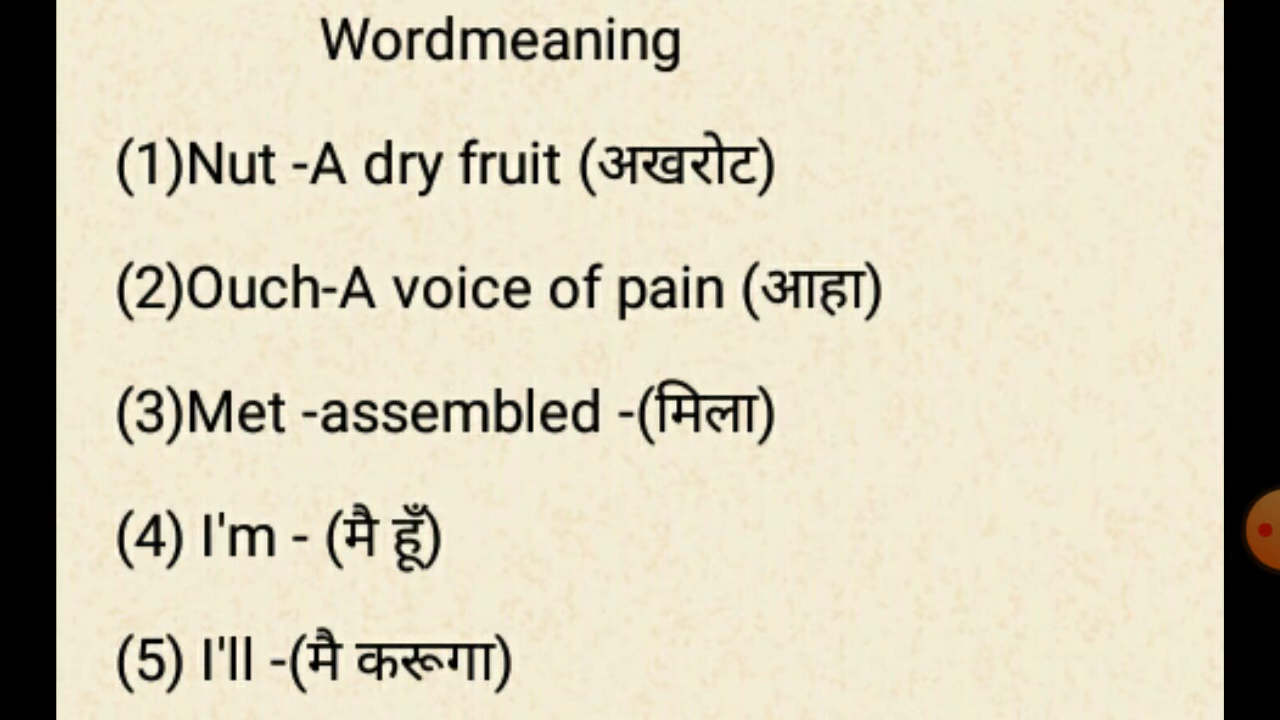 Wordmeaning
(1)Nut -A dry fruit (अखरोट)
(2)Ouch-A voice of pain (आहा)
(3)Met -assembled -(मिला)
(4) I'm - (मै हूँ)
(5) I'll -(मै करूगा)